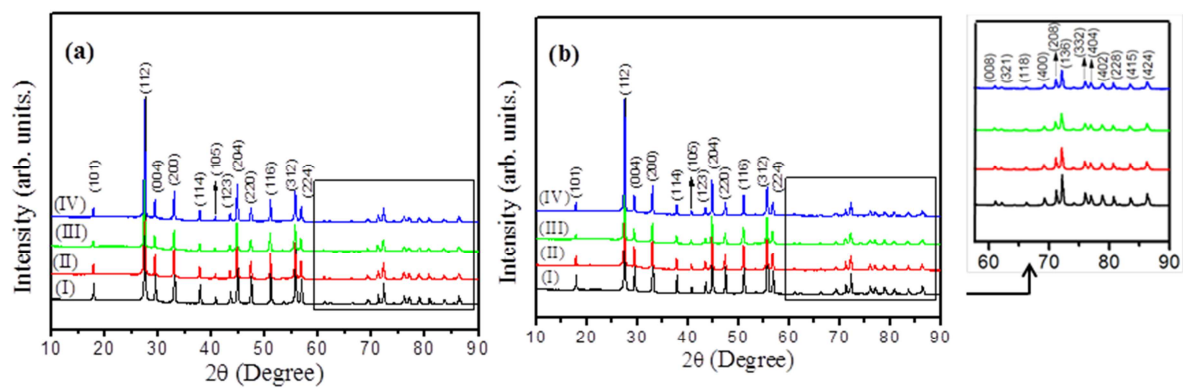 (a)
Intensity (arb. units.)
(101)
(112)
(004)
(200)
(114)
(105)
(123)
(204)
(220)
(116)
(312)
(224)
(IV)
(III)
(II)
(I)
10 20 30 40 50 60 70 80 90
2θ (Degree)
(b)
Intensity (arb. units.)
(101)
(112)
(004)
(200)
(114)
(105)
(123)
(204)
(220)
(116)
(312)
(224)
(IV)
(III)
(II)
(I)
10 20 30 40 50 60 70 80 90
2θ (Degree)
(008)
(321)
(118)
(400)
(208)
(136)
(332)
(404)
(402)
(228)
(415)
(424)
60 70 80 90